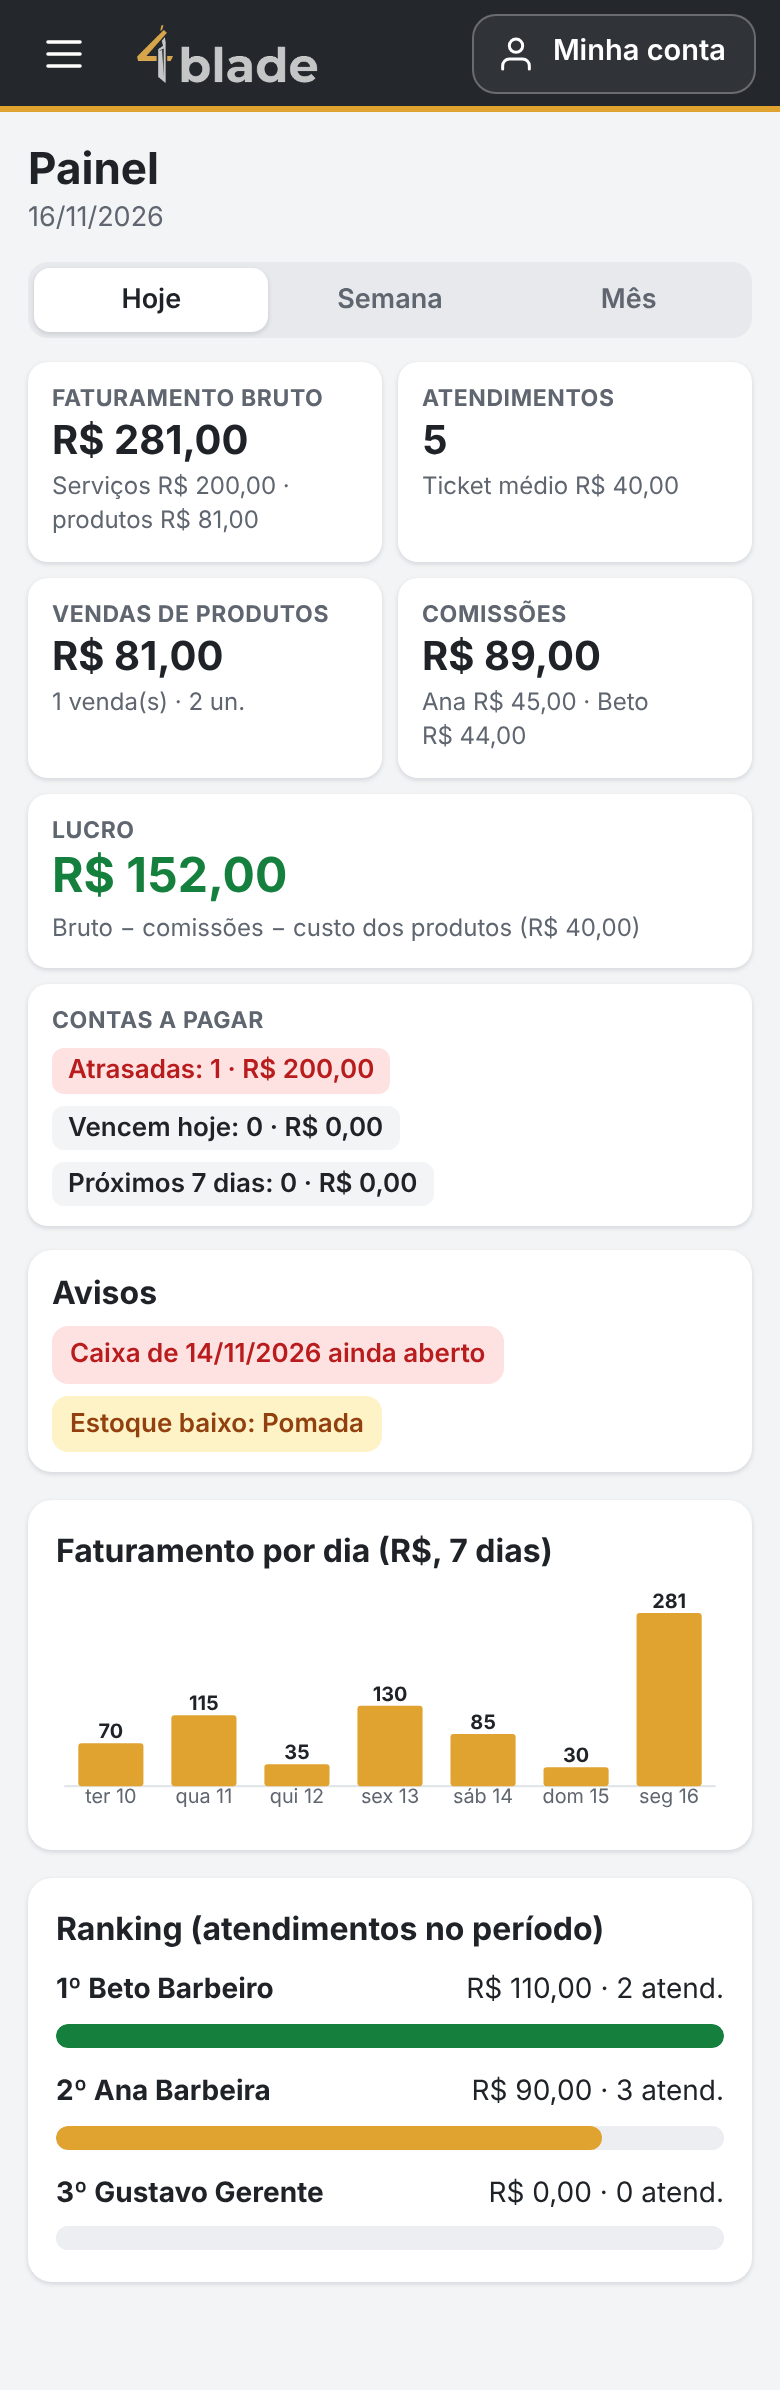 4blade
Minha conta
Painel
16/11/2026
Hoje
Semana
Mês
FATURAMENTO BRUTO
R$ 281,00
Serviços R$ 200,00 ·
produtos R$ 81,00
ATENDIMENTOS
5
Ticket médio R$ 40,00
VENDAS DE PRODUTOS
R$ 81,00
1 venda(s) · 2 un.
COMISSÕES
R$ 89,00
Ana R$ 45,00 · Beto
R$ 44,00
LUCRO
R$ 152,00
Bruto − comissões − custo dos produtos (R$ 40,00)
CONTAS A PAGAR
Atrasadas: 1 · R$ 200,00
Vencem hoje: 0 · R$ 0,00
Próximos 7 dias: 0 · R$ 0,00
Avisos
Caixa de 14/11/2026 ainda aberto
Estoque baixo: Pomada
Faturamento por dia (R$, 7 dias)
70
115
35
130
85
30
281
ter 10
qua 11
qui 12
sex 13
sáb 14
dom 15
seg 16
Ranking (atendimentos no período)
1º Beto Barbeiro
R$ 110,00 · 2 atend.
2º Ana Barbeira
R$ 90,00 · 3 atend.
3º Gustavo Gerente
R$ 0,00 · 0 atend.